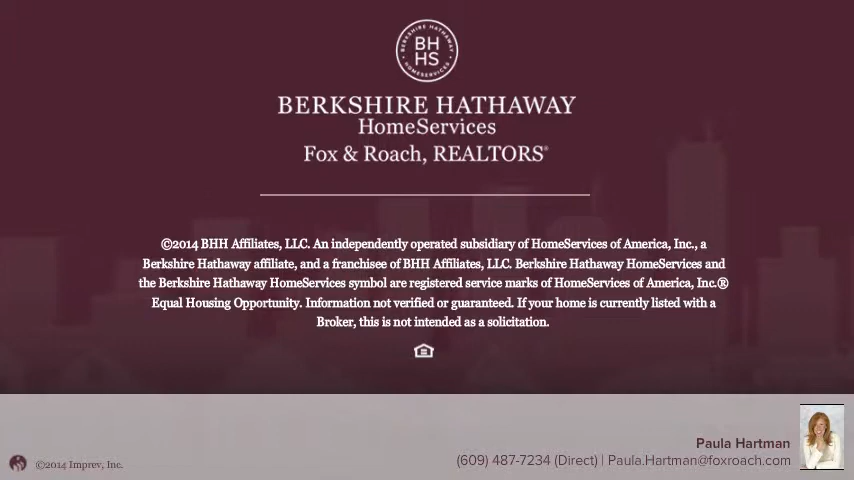 BERKSHIRE HATHAWAY
HOMESERVICES
BH
HS
BERKSHIRE HATHAWAY
HomeServices
Fox & Roach, REALTORS®
©2014 BHH Affiliates, LLC. An independently operated subsidiary of HomeServices of America, Inc., a
Berkshire Hathaway affiliate, and a franchisee of BHH Affiliates, LLC. Berkshire Hathaway HomeServices and
the Berkshire Hathaway HomeServices symbol are registered service marks of HomeServices of America, Inc.®
Equal Housing Opportunity. Information not verified or guaranteed. If your home is currently listed with a
Broker, this is not intended as a solicitation.
Paula Hartman
(609) 487-7234 (Direct) | Paula.Hartman@foxroach.com
©2014 Imprev, Inc.